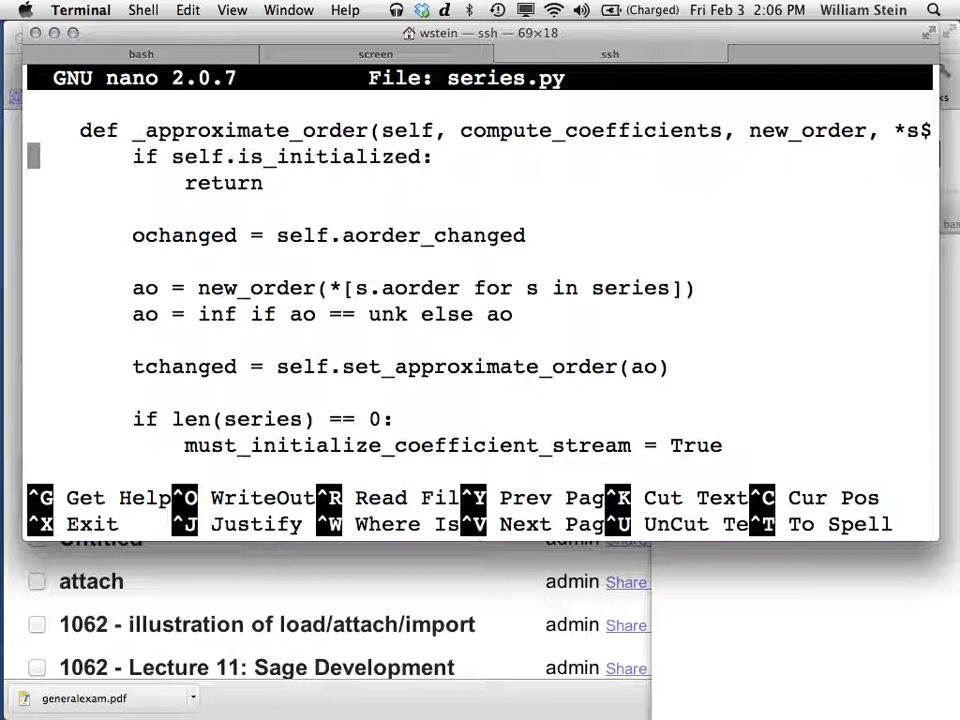 Terminal Shell Edit View Window Help (Charged) Fri Feb 3 2:06 PM William Stein
wstein — ssh — 69×18
bash screen ssh
GNU nano 2.0.7 File: series.py
def _approximate_order(self, compute_coefficients, new_order, *s$
if self.is_initialized:
return
ochanged = self.aorder_changed
ao = new_order(*[s.aorder for s in series])
ao = inf if ao == unk else ao
tchanged = self.set_approximate_order(ao)
if len(series) == 0:
must_initialize_coefficient_stream = True
^G Get Help^O WriteOut^R Read Fil^Y Prev Pag^K Cut Text^C Cur Pos
^X Exit ^J Justify ^W Where Is^V Next Pag^U UnCut Te^T To Spell
Untitled admin Share
attach admin Share
1062 - illustration of load/attach/import admin Share
1062 - Lecture 11: Sage Development admin Share
generalexam.pdf